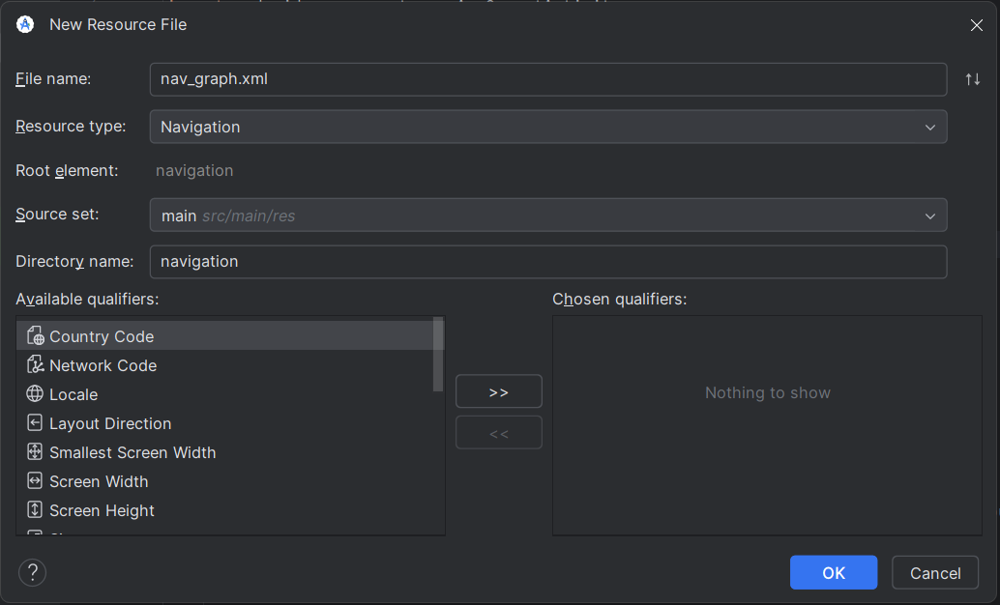 New Resource File
File name: nav_graph.xml
Resource type: Navigation
Root element: navigation
Source set: main src/main/res
Directory name: navigation
Available qualifiers: Chosen qualifiers:
Country Code
Network Code
Locale
Layout Direction
Smallest Screen Width
Screen Width
Screen Height
>>
<<
Nothing to show
? OK Cancel